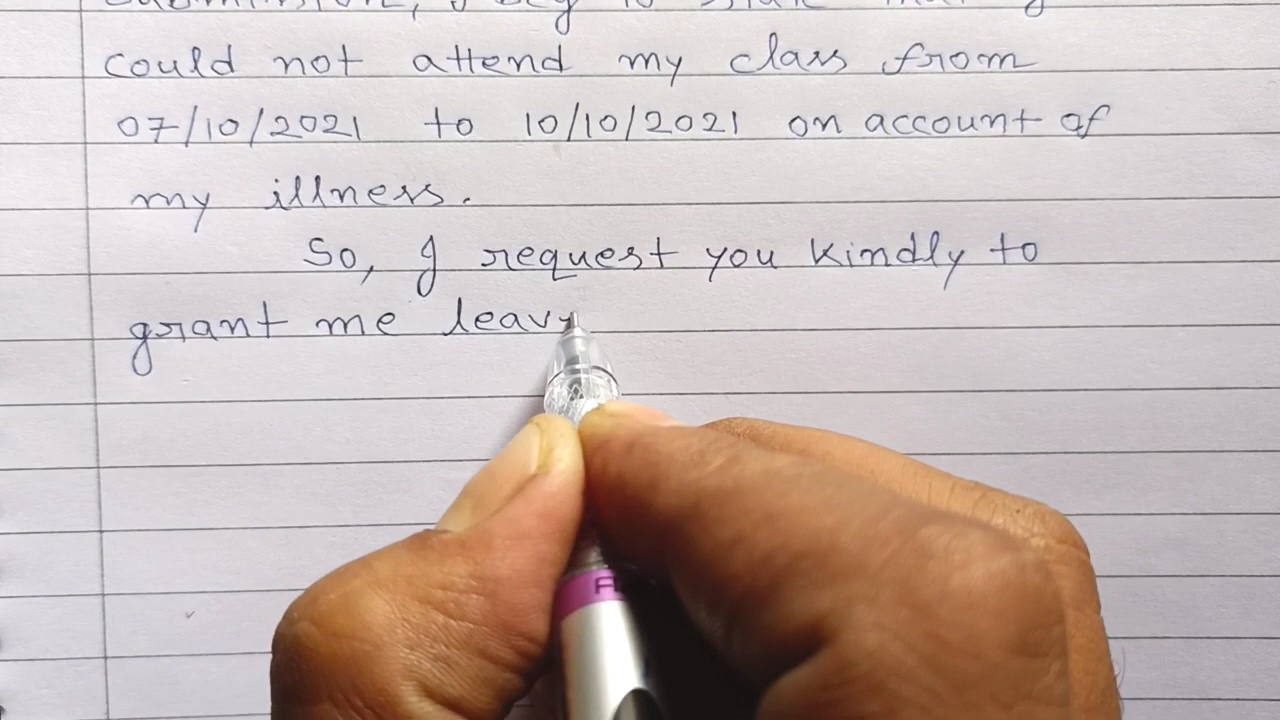 could not attend my class from
07/10/2021 to 10/10/2021 on account of
my illness.
So, I request you kindly to
grant me leav